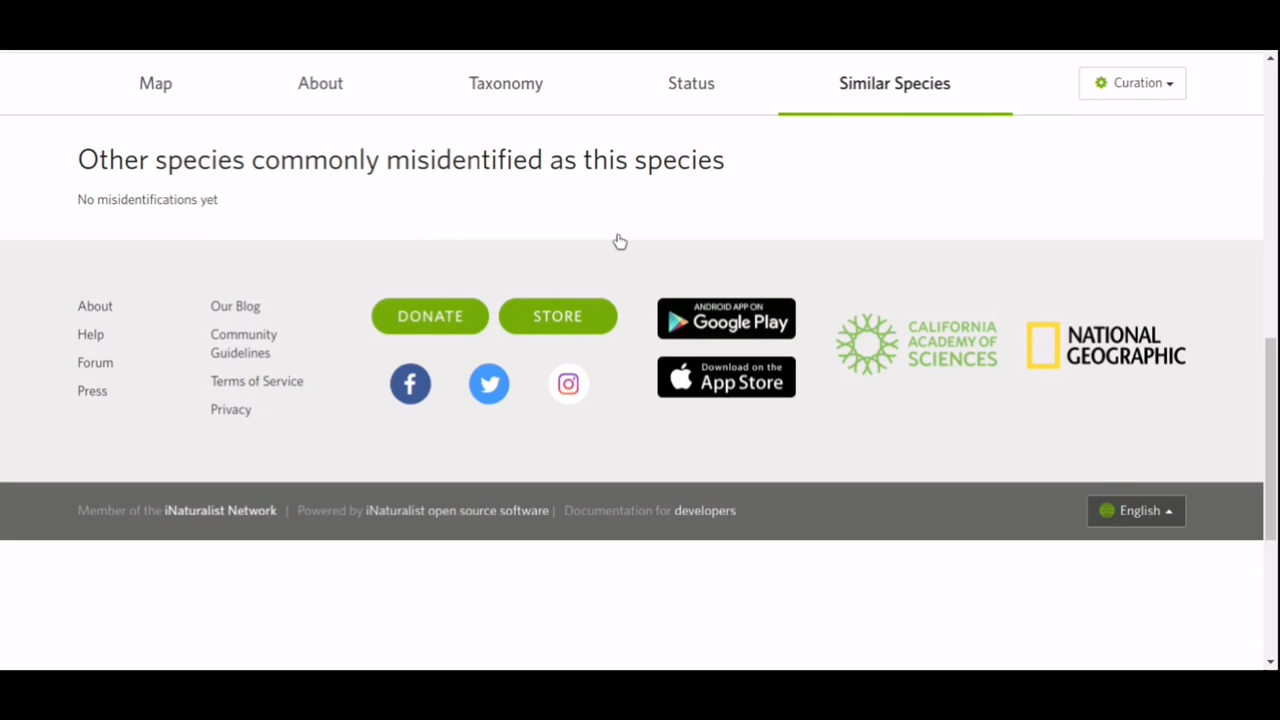 Map About Taxonomy Status Similar Species Curation
Other species commonly misidentified as this species
No misidentifications yet
About
Help
Forum
Press
Our Blog
Community
Guidelines
Terms of Service
Privacy
DONATE STORE
ANDROID APP ON
Google Play
Download on the
App Store
CALIFORNIA
ACADEMY OF
SCIENCES
NATIONAL
GEOGRAPHIC
Member of the iNaturalist Network | Powered by iNaturalist open source software | Documentation for developers
English